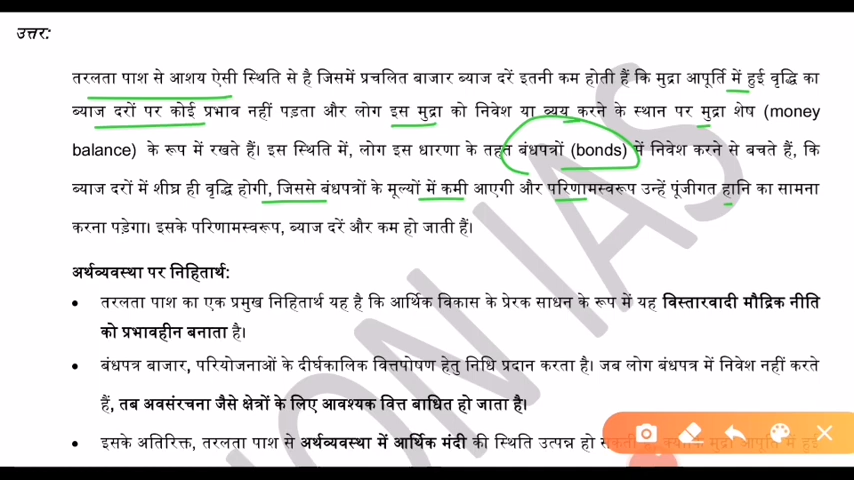 उत्तर:
तरलता पाश से आशय ऐसी स्थिति से है जिसमें प्रचलित बाजार ब्याज दरें इतनी कम होती हैं कि मुद्रा आपूर्ति में हुई वृद्धि का
ब्याज दरों पर कोई प्रभाव नहीं पड़ता और लोग इस मुद्रा को निवेश या व्यय करने के स्थान पर मुद्रा शेष (money
balance) के रूप में रखते हैं। इस स्थिति में, लोग इस धारणा के तहत बंधपत्रों (bonds) में निवेश करने से बचते हैं, कि
ब्याज दरों में शीघ्र ही वृद्धि होगी, जिससे बंधपत्रों के मूल्यों में कमी आएगी और परिणामस्वरूप उन्हें पूंजीगत हानि का सामना
करना पड़ेगा। इसके परिणामस्वरूप, ब्याज दरें और कम हो जाती हैं।
अर्थव्यवस्था पर निहितार्थ:
• तरलता पाश का एक प्रमुख निहितार्थ यह है कि आर्थिक विकास के प्रेरक साधन के रूप में यह विस्तारवादी मौद्रिक नीति
को प्रभावहीन बनाता है।
• बंधपत्र बाजार, परियोजनाओं के दीर्घकालिक वित्तपोषण हेतु निधि प्रदान करता है। जब लोग बंधपत्र में निवेश नहीं करते
हैं, तब अवसंरचना जैसे क्षेत्रों के लिए आवश्यक वित्त बाधित हो जाता है।
• इसके अतिरिक्त, तरलता पाश से अर्थव्यवस्था में आर्थिक मंदी की स्थिति उत्पन्न हो
ION IAS